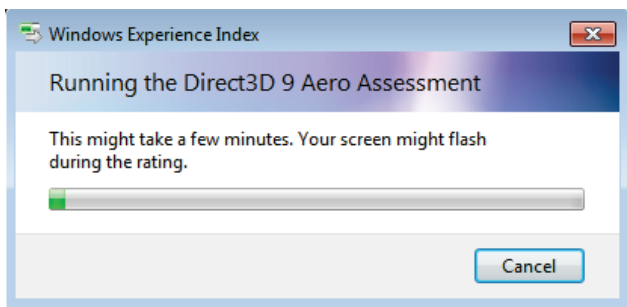 Windows Experience Index
Running the Direct3D 9 Aero Assessment
This might take a few minutes. Your screen might flash
during the rating.
Cancel